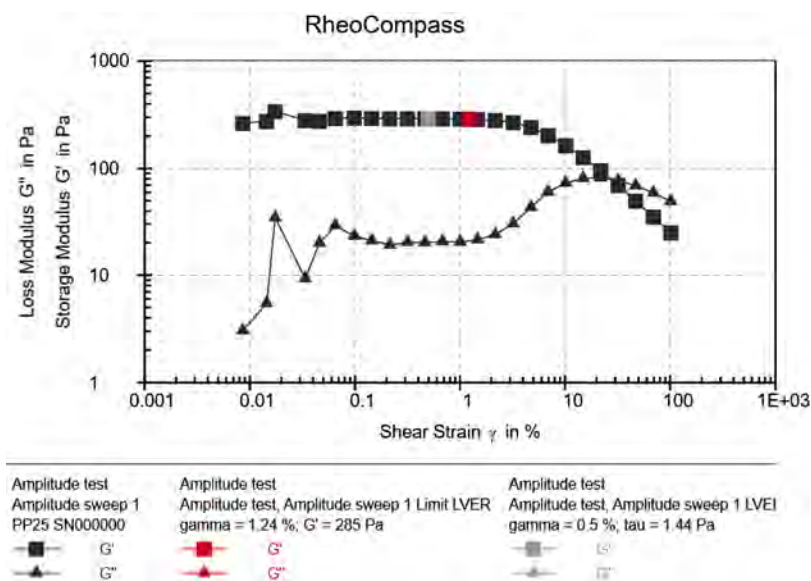 RheoCompass
Loss Modulus G" in Pa
Storage Modulus G' in Pa
1000
100
10
1
0.001
0.01
0.1
1
10
100
1E+03
Shear Strain γ in %
Amplitude test
Amplitude sweep 1
PP25 SN000000
G'
G"
Amplitude test
Amplitude test, Amplitude sweep 1 Limit LVER
gamma = 1.24 %; G' = 285 Pa
G'
G"
Amplitude test
Amplitude test, Amplitude sweep 1 LVEI
gamma = 0.5 %; tau = 1.44 Pa
G'
G"